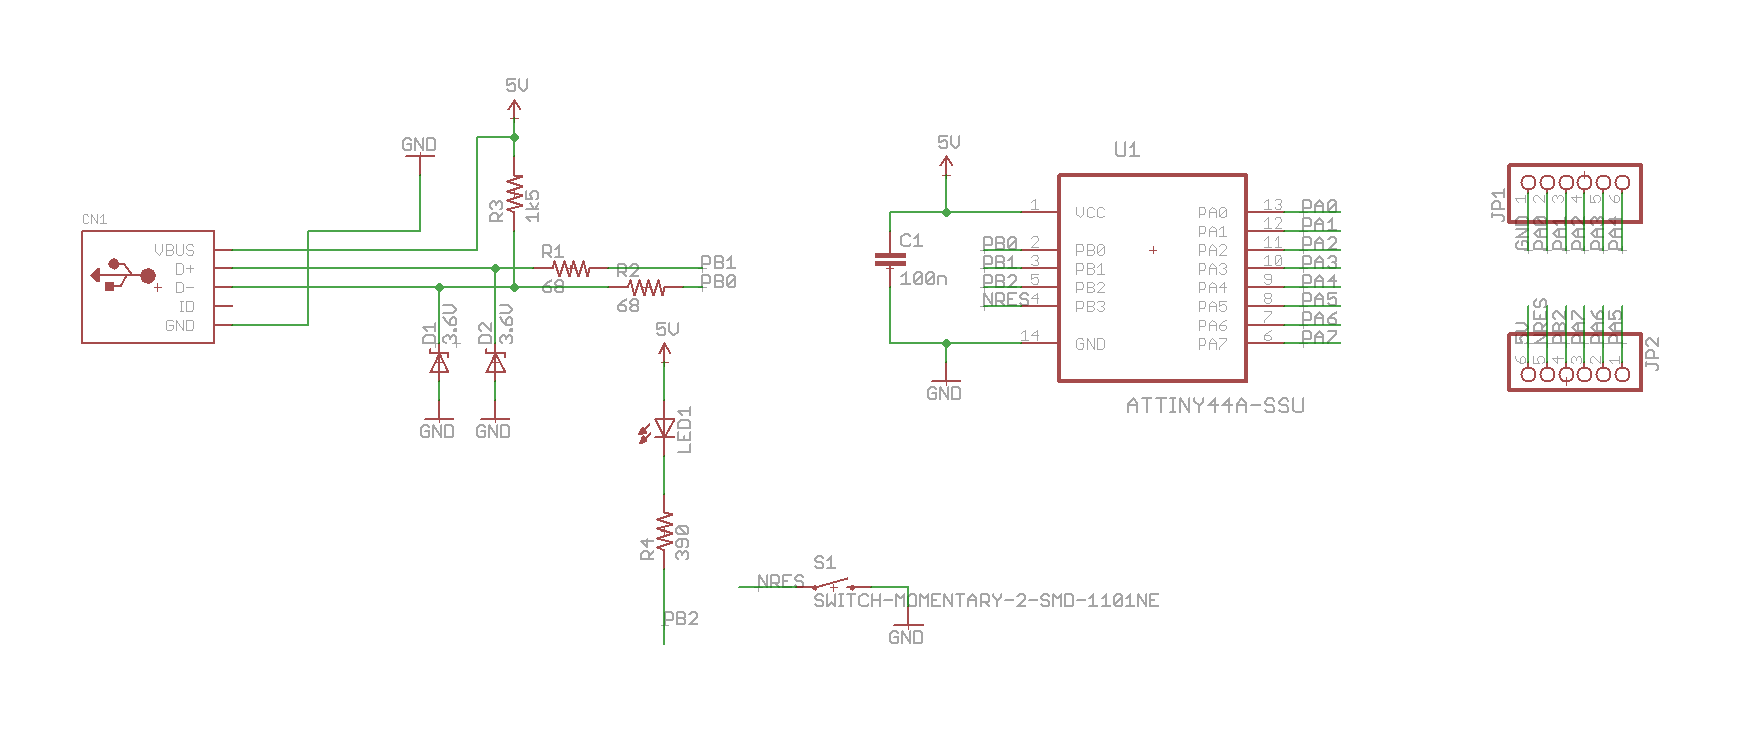 5V
GND
CN1
VBUS
D+
D-
ID
GND
R3
1k5
R1
68
PB1
R2
68
PB0
D1
3.6V
D2
3.6V
GND
GND
5V
LED1
R4
390
PB2
NRES
S1
SWITCH-MOMENTARY-2-SMD-1101NE
GND
5V
C1
100n
GND
U1
1 VCC
PB0 2 PB0
PB1 3 PB1
PB2 5 PB2
NRES 4 PB3
14 GND
PA0 13 PA0
PA1 12 PA1
PA2 11 PA2
PA3 10 PA3
PA4 9 PA4
PA5 8 PA5
PA6 7 PA6
PA7 6 PA7
ATTINY44A-SSU
JP1
1 2 3 4 5 6
GND PA0 PA1 PA2 PA3 PA4
5V NRES PB2 PA7 PA6 PA5
6 5 4 3 2 1
JP2